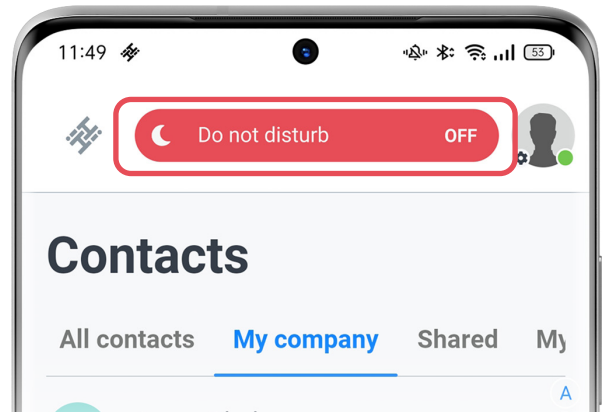 11:49 53
Do not disturb OFF
Contacts
All contacts My company Shared My
A